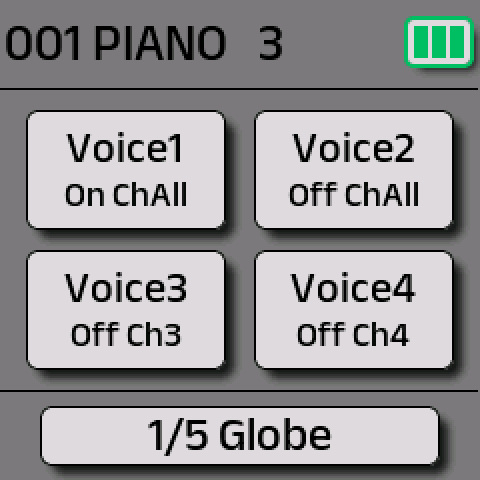 001 PIANO 3
Voice1
On ChAll
Voice2
Off ChAll
Voice3
Off Ch3
Voice4
Off Ch4
1/5 Globe